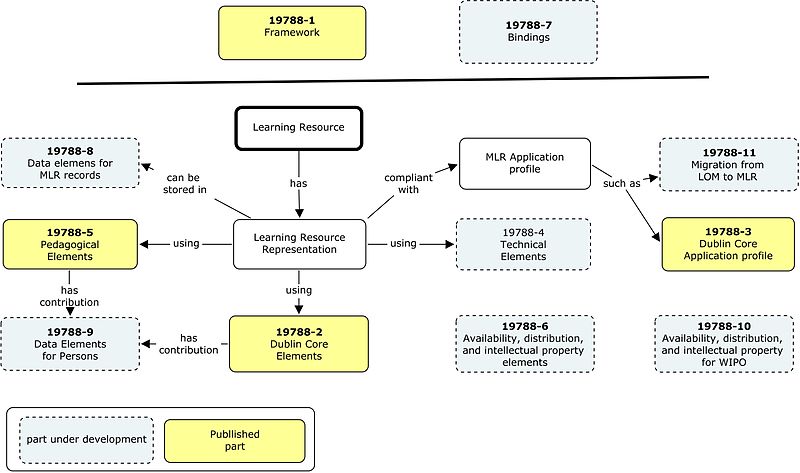 19788-1
Framework
19788-7
Bindings
Learning Resource
19788-8
Data elemens for
MLR records
can be
stored in
has
compliant
with
MLR Application
profile
such as
19788-11
Migration from
LOM to MLR
19788-5
Pedagogical
Elements
using
Learning Resource
Representation
using
19788-4
Technical
Elements
19788-3
Dublin Core
Application profile
has
contribution
using
19788-9
Data Elements
for Persons
has
contribution
19788-2
Dublin Core
Elements
19788-6
Availability, distribution,
and intellectual property
elements
19788-10
Availability, distribution,
and intellectual property
for WIPO
part under development
Publlished
part